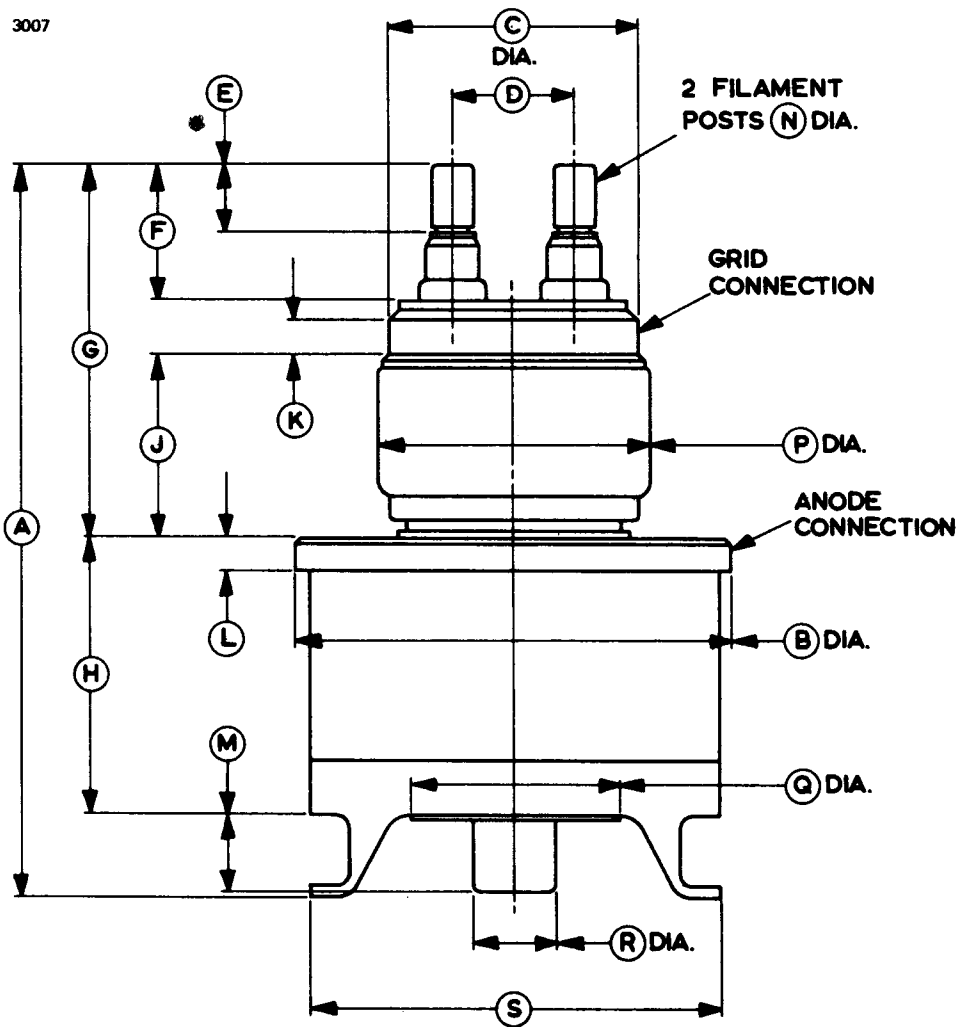 3007
C
DIA.
E
D
2 FILAMENT
POSTS N DIA.
F
GRID
CONNECTION
G
K
J
P DIA.
A
ANODE
CONNECTION
L
B DIA.
H
M
Q DIA.
R DIA.
S